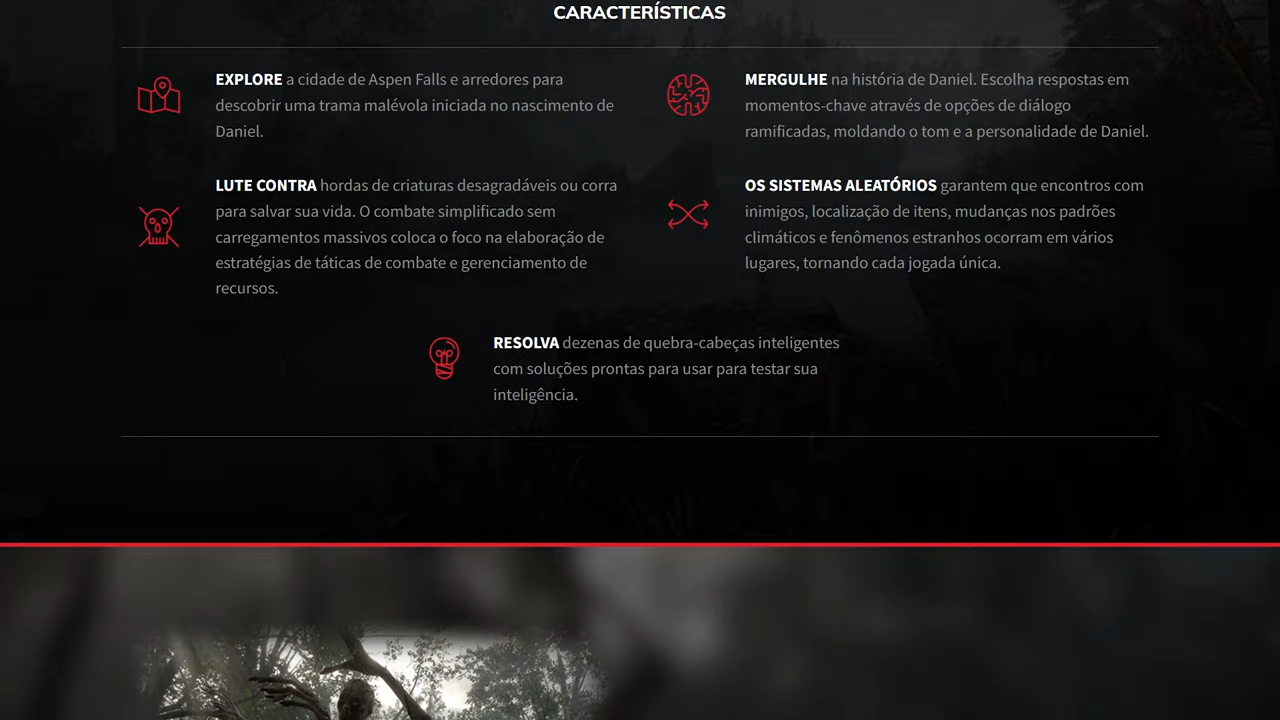 CARACTERÍSTICAS
EXPLORE a cidade de Aspen Falls e arredores para
descobrir uma trama malévola iniciada no nascimento de
Daniel.
MERGULHE na história de Daniel. Escolha respostas em
momentos-chave através de opções de diálogo
ramificadas, moldando o tom e a personalidade de Daniel.
LUTE CONTRA hordas de criaturas desagradáveis ou corra
para salvar sua vida. O combate simplificado sem
carregamentos massivos coloca o foco na elaboração de
estratégias de táticas de combate e gerenciamento de
recursos.
OS SISTEMAS ALEATÓRIOS garantem que encontros com
inimigos, localização de itens, mudanças nos padrões
climáticos e fenômenos estranhos ocorram em vários
lugares, tornando cada jogada única.
RESOLVA dezenas de quebra-cabeças inteligentes
com soluções prontas para usar para testar sua
inteligência.